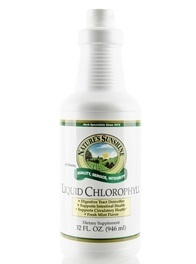 NATURE'S SUNSHINE
QUALITY, SERVICE, INTEGRITY
LIQUID CHLOROPHYLL
• Digestive Tract Detoxifier
• Supports Intestinal Health
• Supports Circulatory Health
• Fresh Mint Flavor
Dietary Supplement
32 FL. OZ. (946 ml)